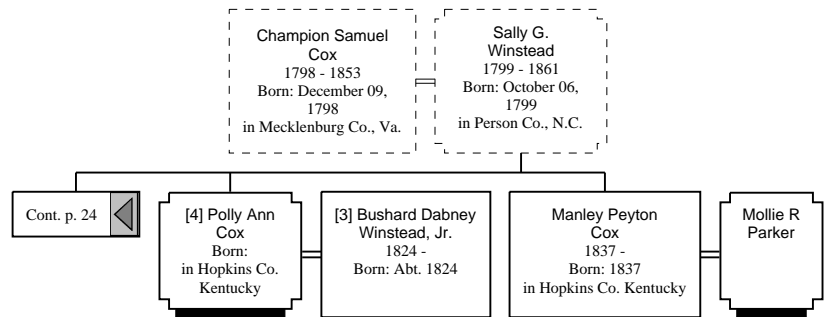 Champion Samuel
Cox
1798 - 1853
Born: December 09,
1798
in Mecklenburg Co., Va.
Sally G.
Winstead
1799 - 1861
Born: October 06,
1799
in Person Co., N.C.
Cont. p. 24
[4] Polly Ann
Cox
Born:
in Hopkins Co.
Kentucky
[3] Bushard Dabney
Winstead, Jr.
1824 -
Born: Abt. 1824
Manley Peyton
Cox
1837 -
Born: 1837
in Hopkins Co. Kentucky
Mollie R
Parker